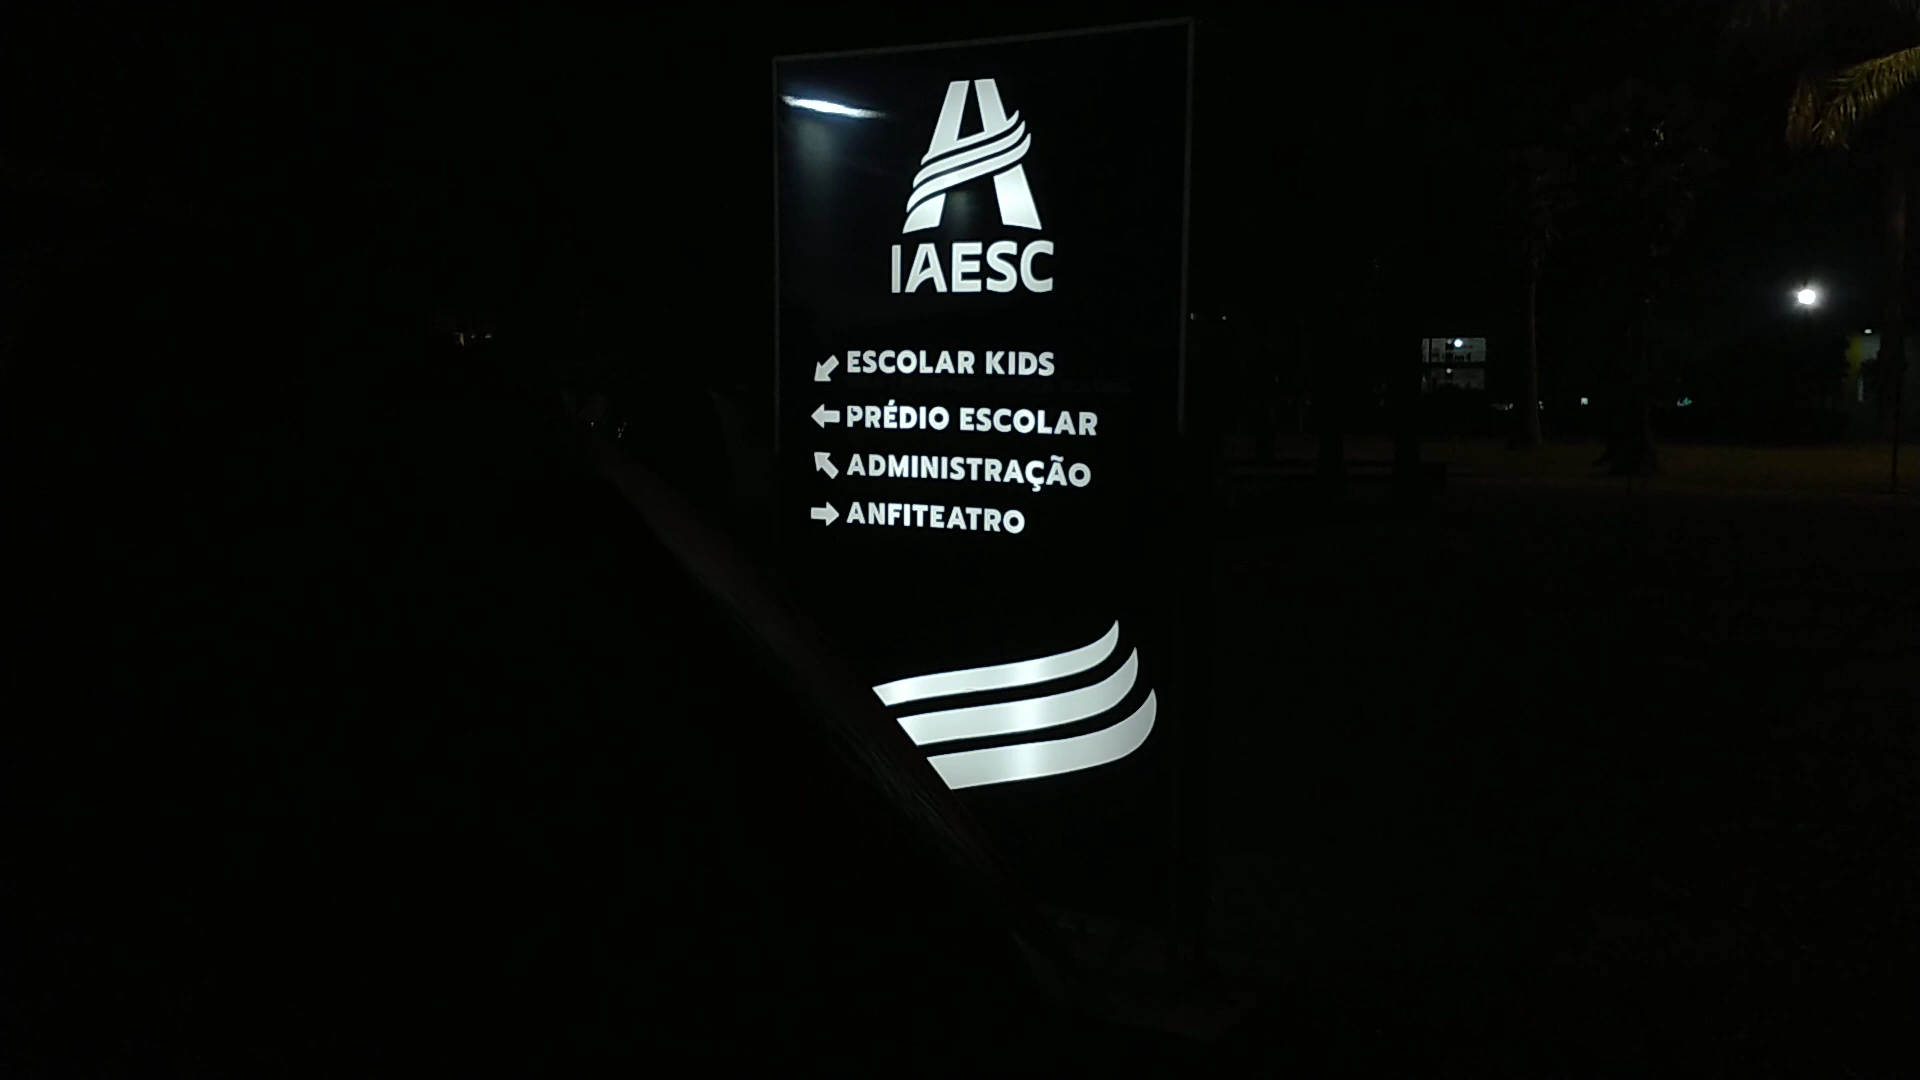 IAESC
ESCOLAR KIDS
PRÉDIO ESCOLAR
ADMINISTRAÇÃO
ANFITEATRO